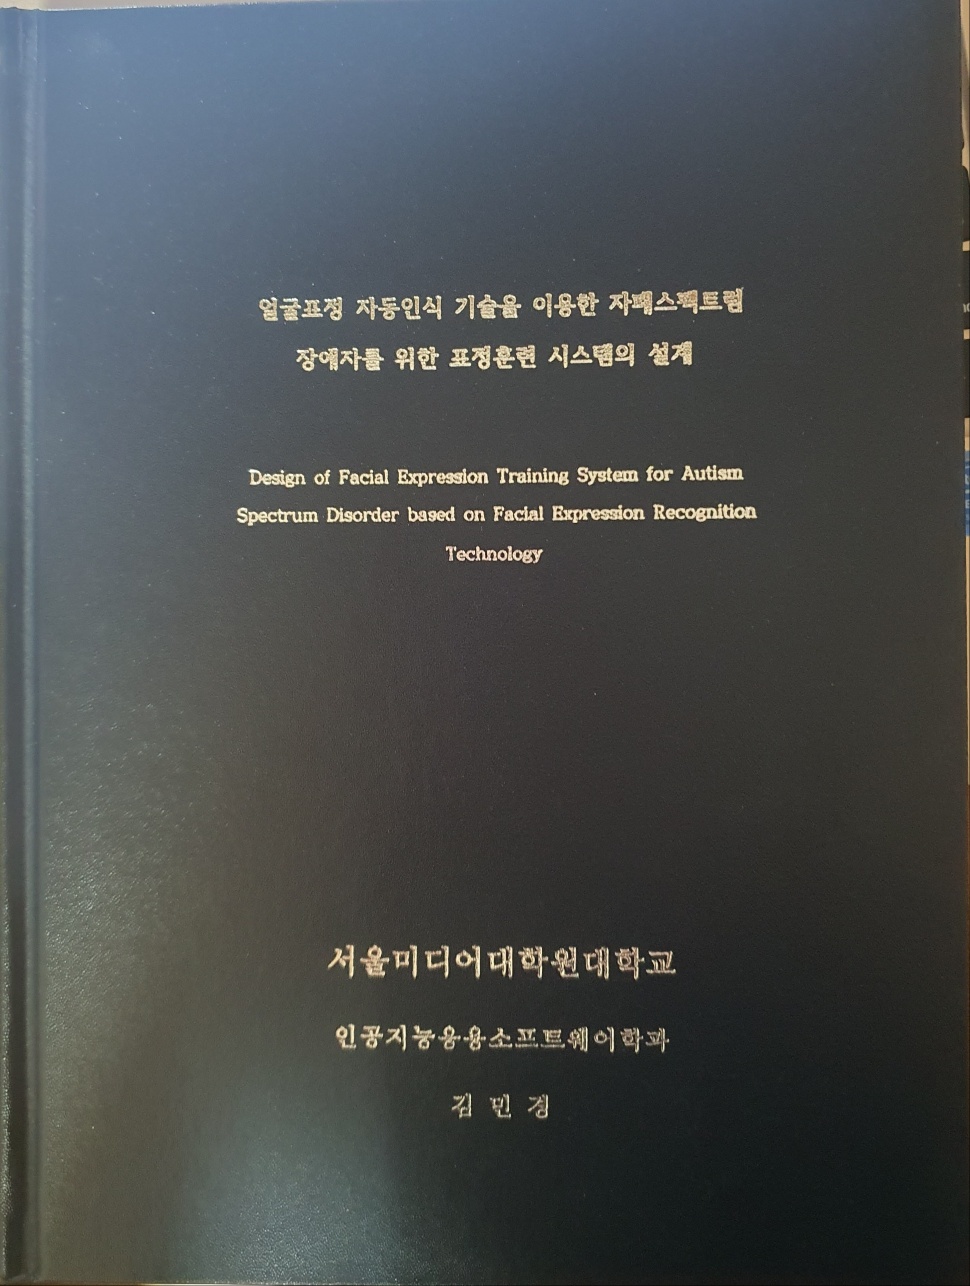 얼굴표정 자동인식 기술을 이용한 자폐스펙트럼
장애자를 위한 표정훈련 시스템의 설계
Design of Facial Expression Training System for Autism
Spectrum Disorder based on Facial Expression Recognition
Technology
서울미디어대학원대학교
인공지능응용소프트웨어학과
김 민 경